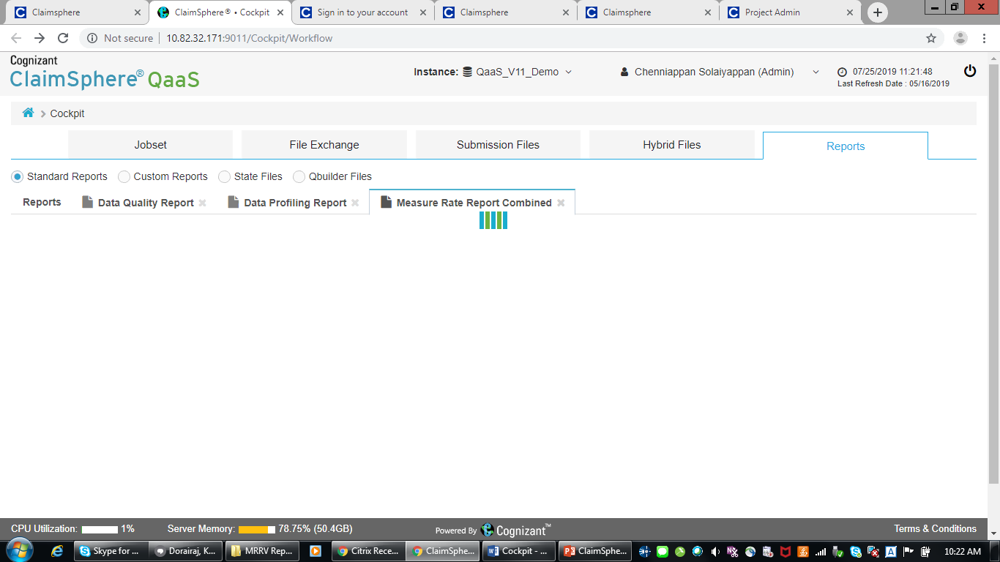 Claimsphere
ClaimSphere® • Cockpit
Sign in to your account
Claimsphere
Claimsphere
Project Admin
Not secure
10.82.32.171:9011/Cockpit/Workflow
Cognizant
ClaimSphere® QaaS
Instance: QaaS_V11_Demo
Chenniappan Solaiyappan (Admin)
07/25/2019 11:21:48
Last Refresh Date : 05/16/2019
Cockpit
Jobset
File Exchange
Submission Files
Hybrid Files
Reports
Standard Reports
Custom Reports
State Files
Qbuilder Files
Reports
Data Quality Report
Data Profiling Report
Measure Rate Report Combined
CPU Utilization: 1%
Server Memory: 78.75% (50.4GB)
Powered By Cognizant™
Terms & Conditions
Skype for ...
Dorairaj, K...
MRRV Rep...
Citrix Rece...
ClaimSphe...
Cockpit - ...
ClaimSphe...
10:22 AM